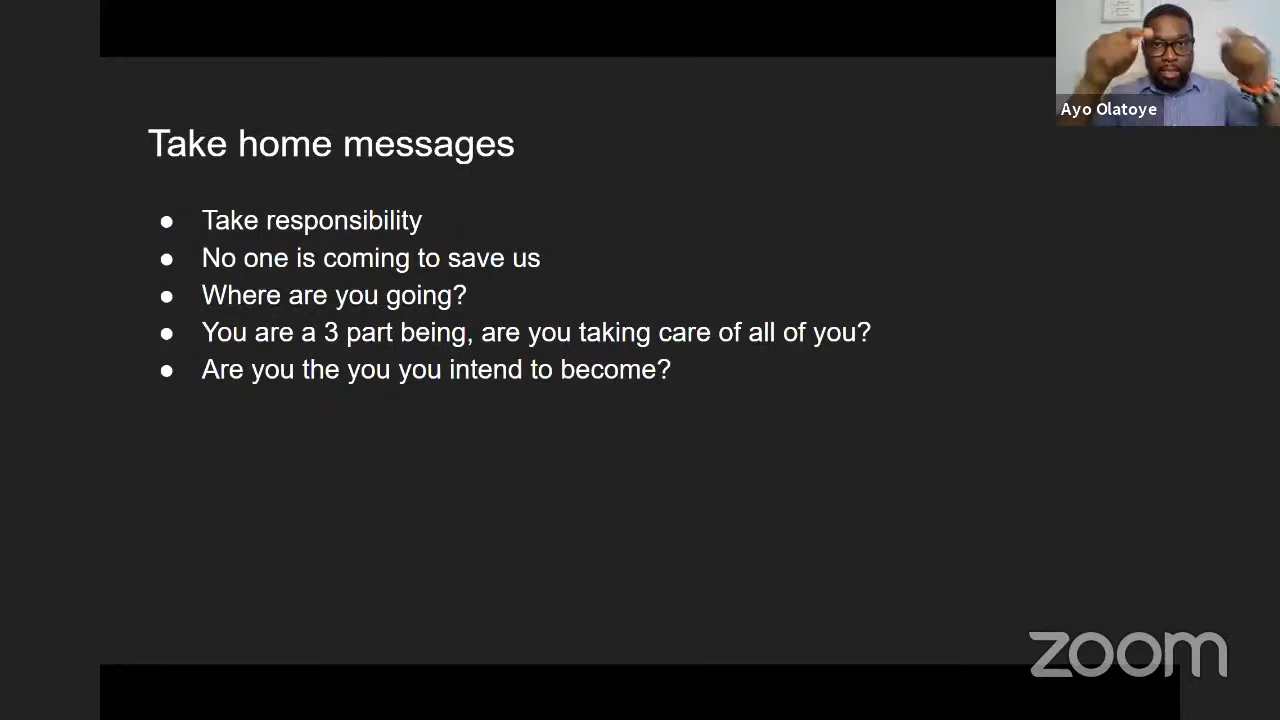 Take home messages
● Take responsibility
● No one is coming to save us
● Where are you going?
● You are a 3 part being, are you taking care of all of you?
● Are you the you you intend to become?
Ayo Olatoye
zoom